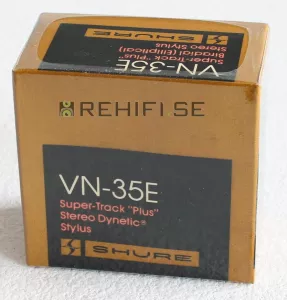 Super-Track "Plus"
Biradial (Elliptical)
Stereo Stylus
VN-35E
REHIFI SE
VN-35E
Super-Track "Plus"
Stereo Dynetic®
Stylus
SHURE